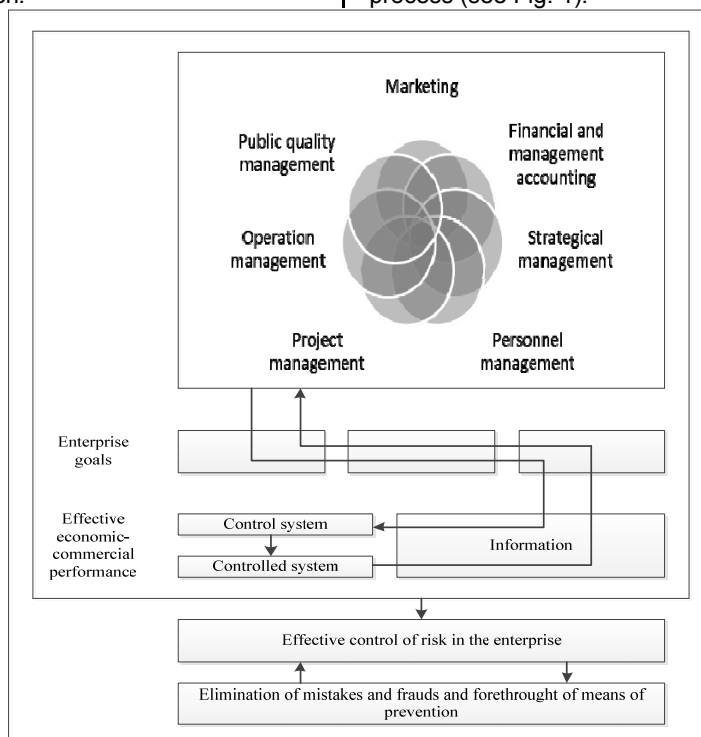 process (see Fig. 1).
Marketing
Public quality
management
Financial and
management
accounting
Operation
management
Strategical
management
Project
management
Personnel
management
Enterprise
goals
Effective
economic-
commercial
performance
Control system
Controlled system
Information
Effective control of risk in the enterprise
Elimination of mistakes and frauds and forethrought of means of
prevention